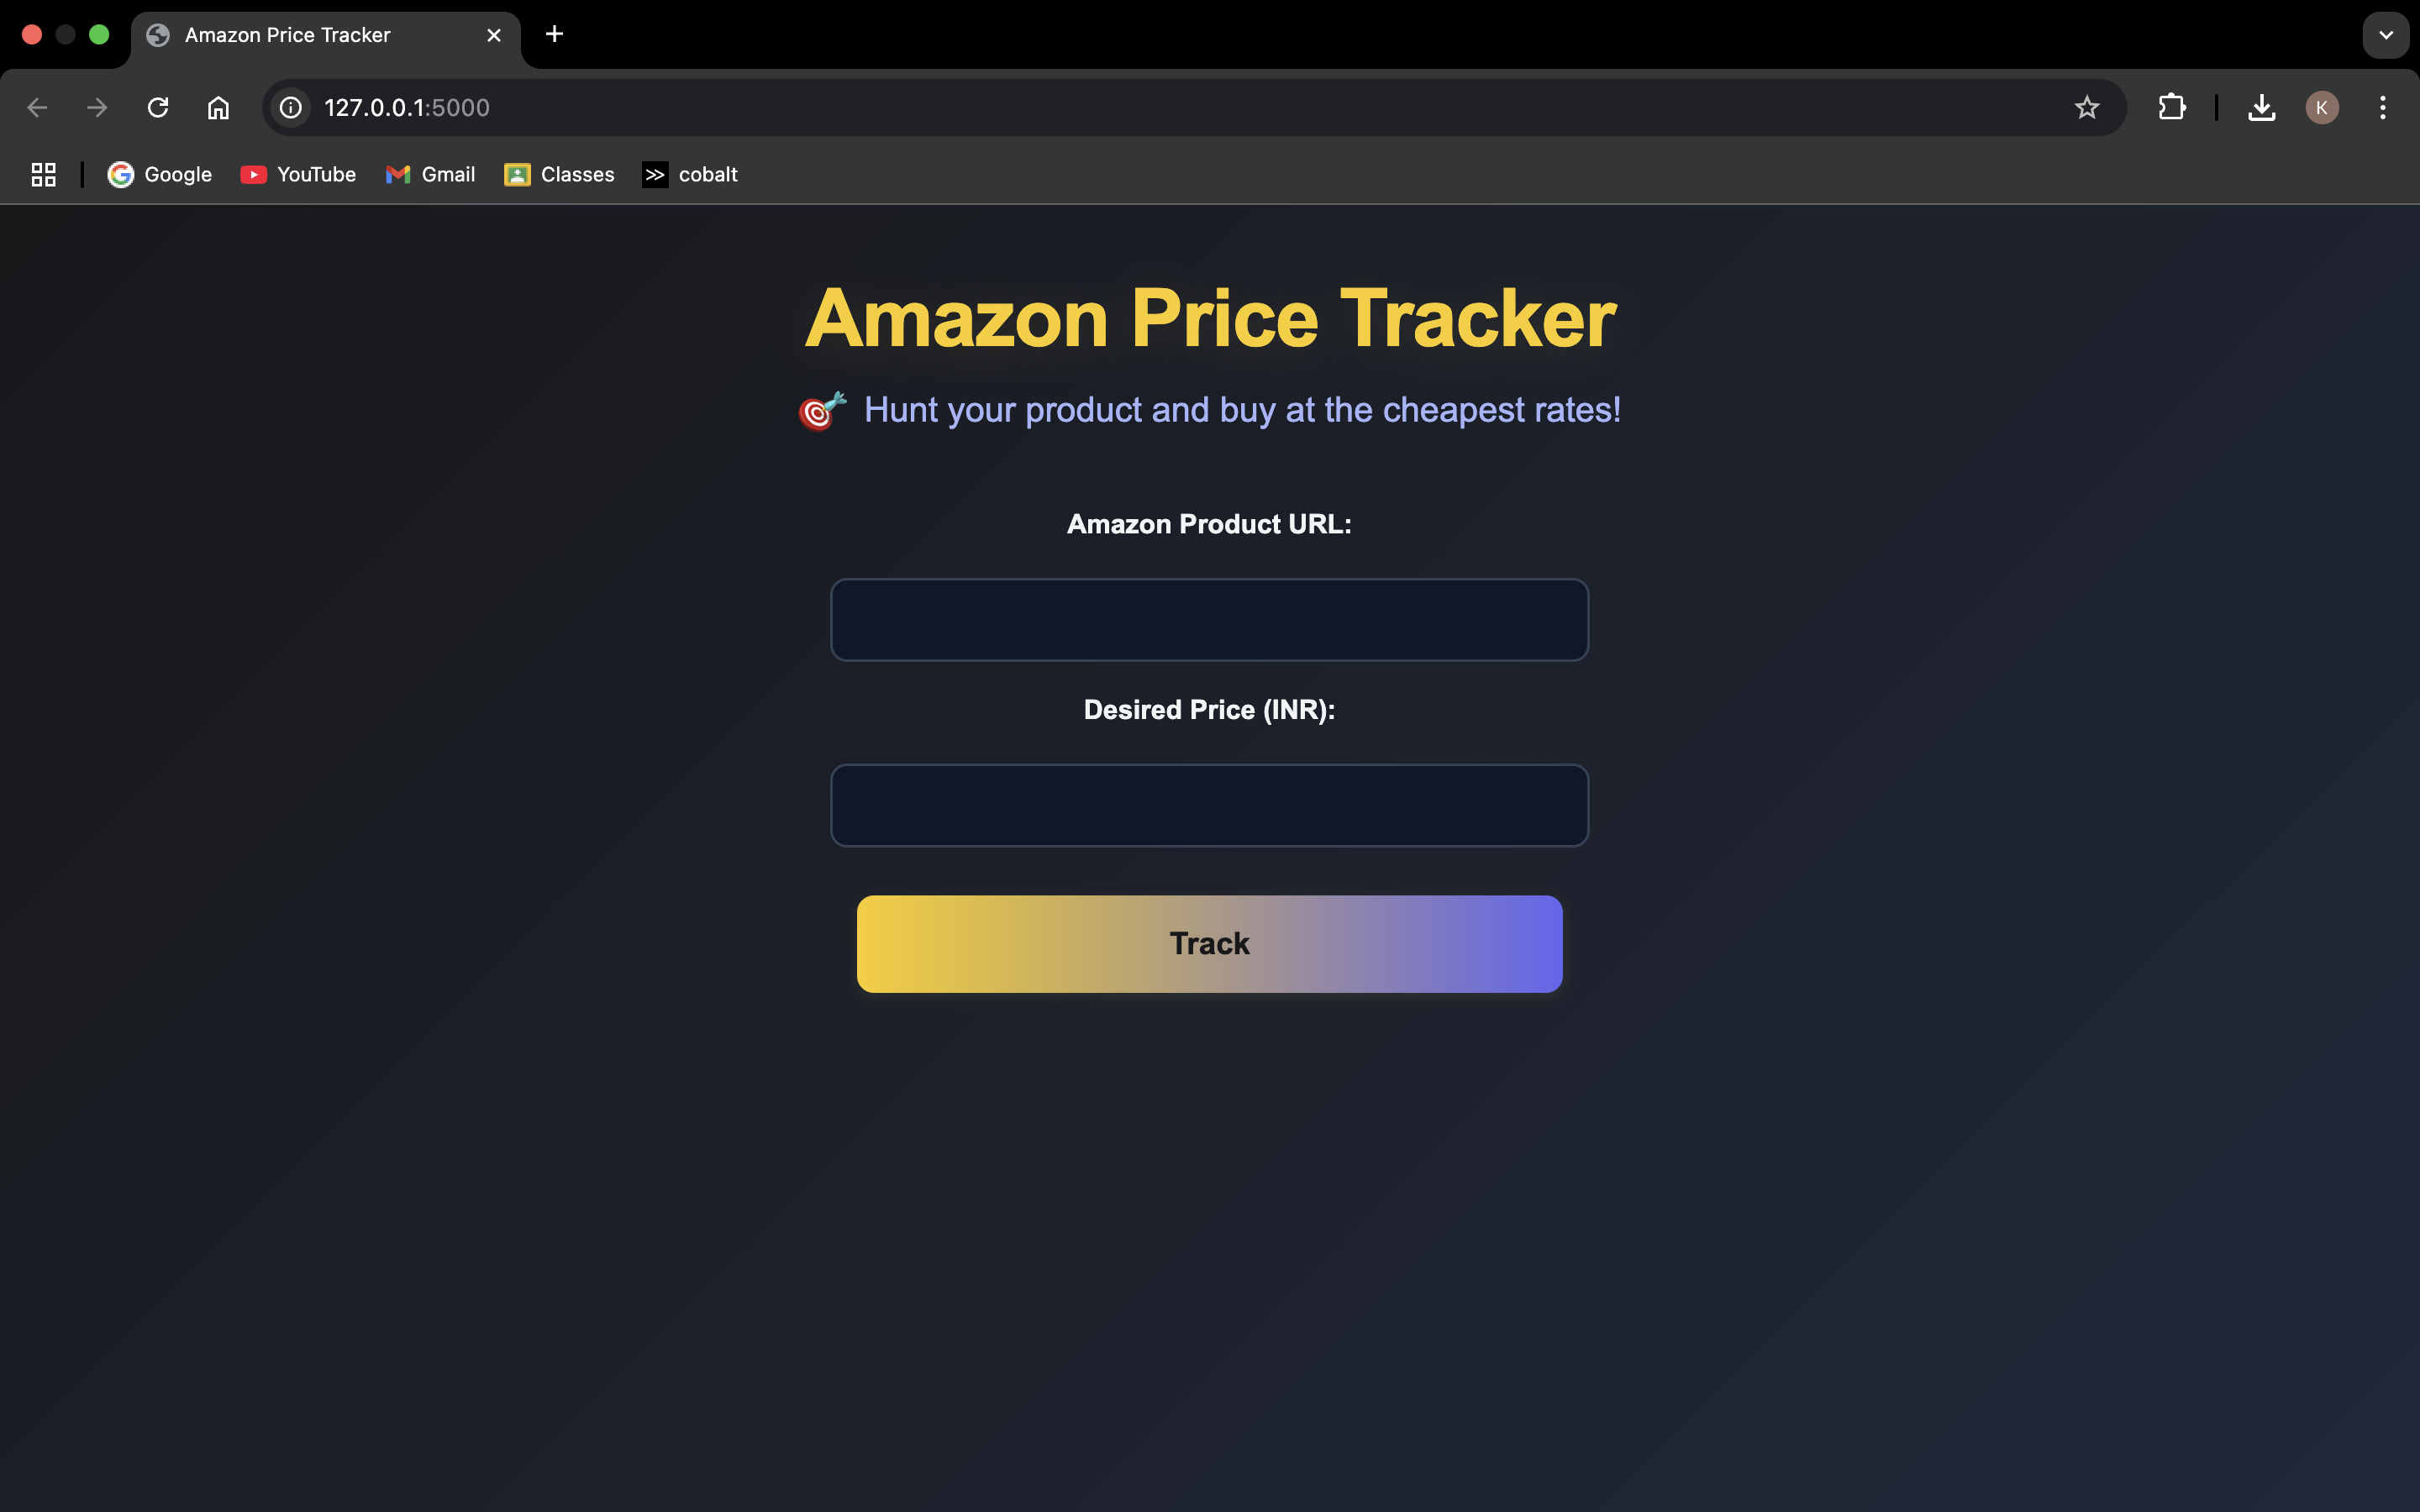 Amazon Price Tracker
127.0.0.1:5000
K
Google YouTube Gmail Classes cobalt
Amazon Price Tracker
🎯 Hunt your product and buy at the cheapest rates!
Amazon Product URL:
Desired Price (INR):
Track